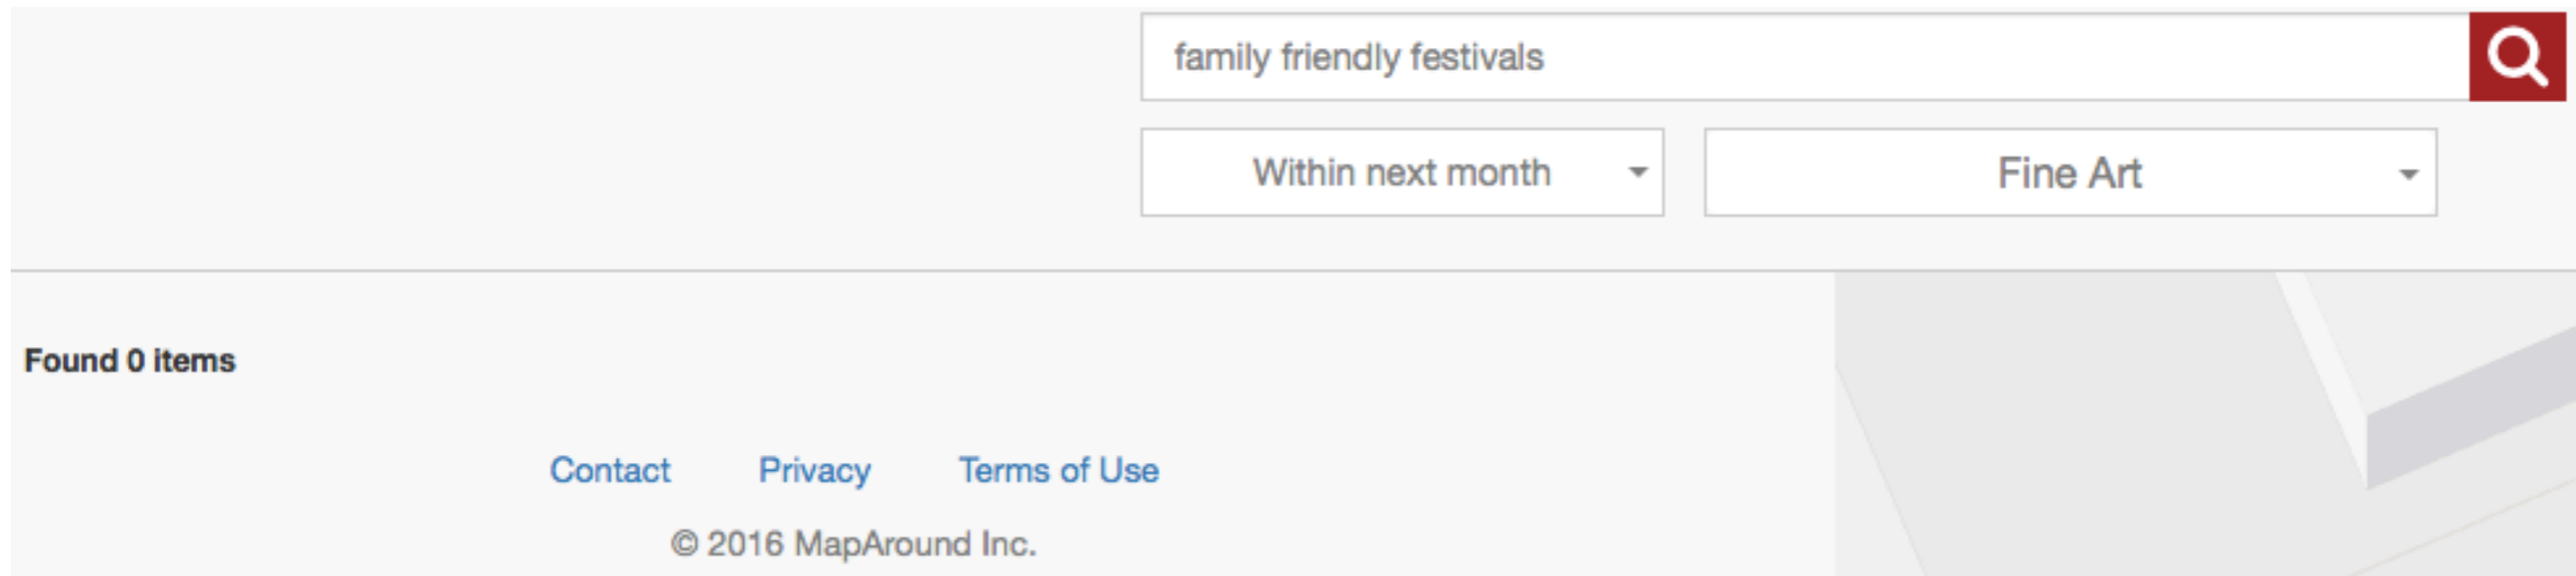 family friendly festivals
Within next month
Fine Art
Found 0 items
Contact Privacy Terms of Use
© 2016 MapAround Inc.